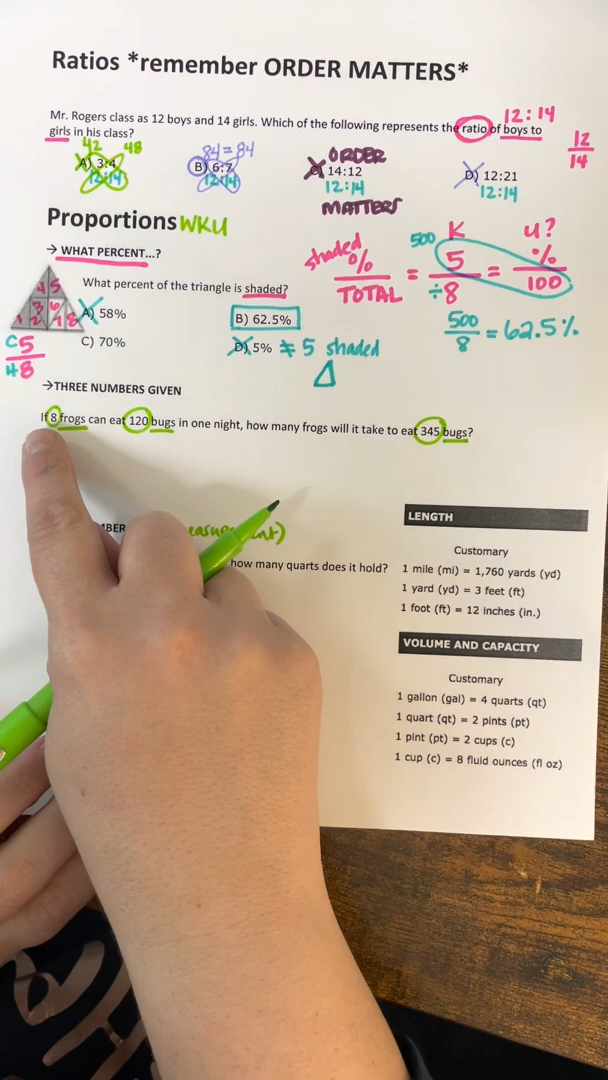 Ratios *remember ORDER MATTERS*
12:14
Mr. Rogers class as 12 boys and 14 girls. Which of the following represents the ratio of boys to
girls in his class?
12
14
42 48
A) 3:4
12:14
84=84
B) 6:7
12:14
ORDER
14:12
12:14
MATTERS
D) 12:21
12:14
Proportions WKU
→ WHAT PERCENT...?
shaded
%
TOTAL
=
500
K
5
÷8
=
u?
%
100
What percent of the triangle is shaded?
A) 58%
B) 62.5%
C) 70%
D) 5% ≠ 5 shaded
500
8
= 62.5%
C 5
H 8
→THREE NUMBERS GIVEN
If 8 frogs can eat 120 bugs in one night, how many frogs will it take to eat 345 bugs?
how many quarts does it hold?
LENGTH
Customary
1 mile (mi) = 1,760 yards (yd)
1 yard (yd) = 3 feet (ft)
1 foot (ft) = 12 inches (in.)
VOLUME AND CAPACITY
Customary
1 gallon (gal) = 4 quarts (qt)
1 quart (qt) = 2 pints (pt)
1 pint (pt) = 2 cups (c)
1 cup (c) = 8 fluid ounces (fl oz)